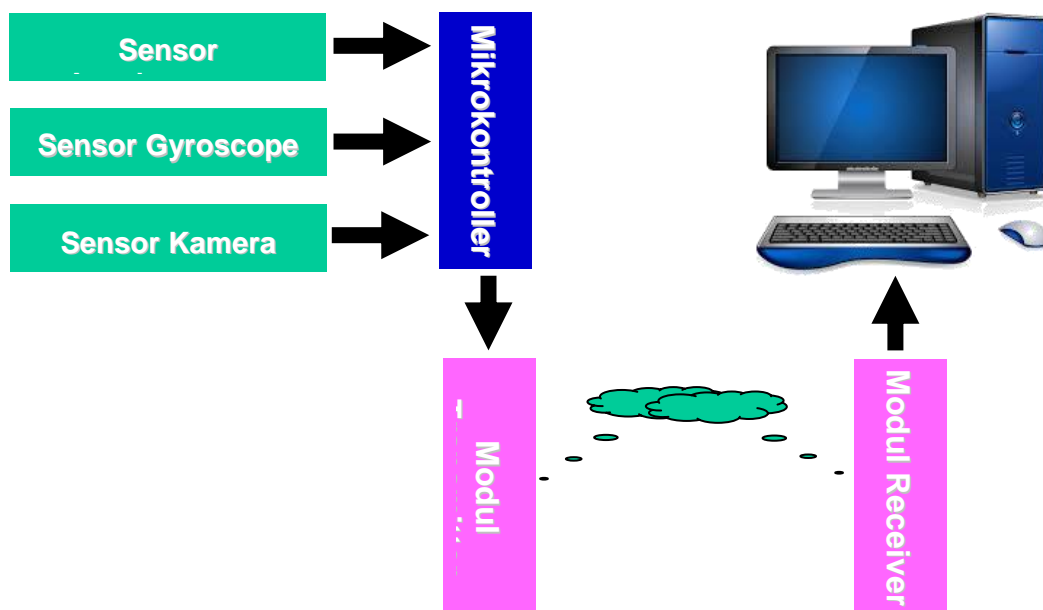 Sensor
Sensor Gyroscope
Sensor Kamera
Mikrokontroller
Modul
Modul Receiver